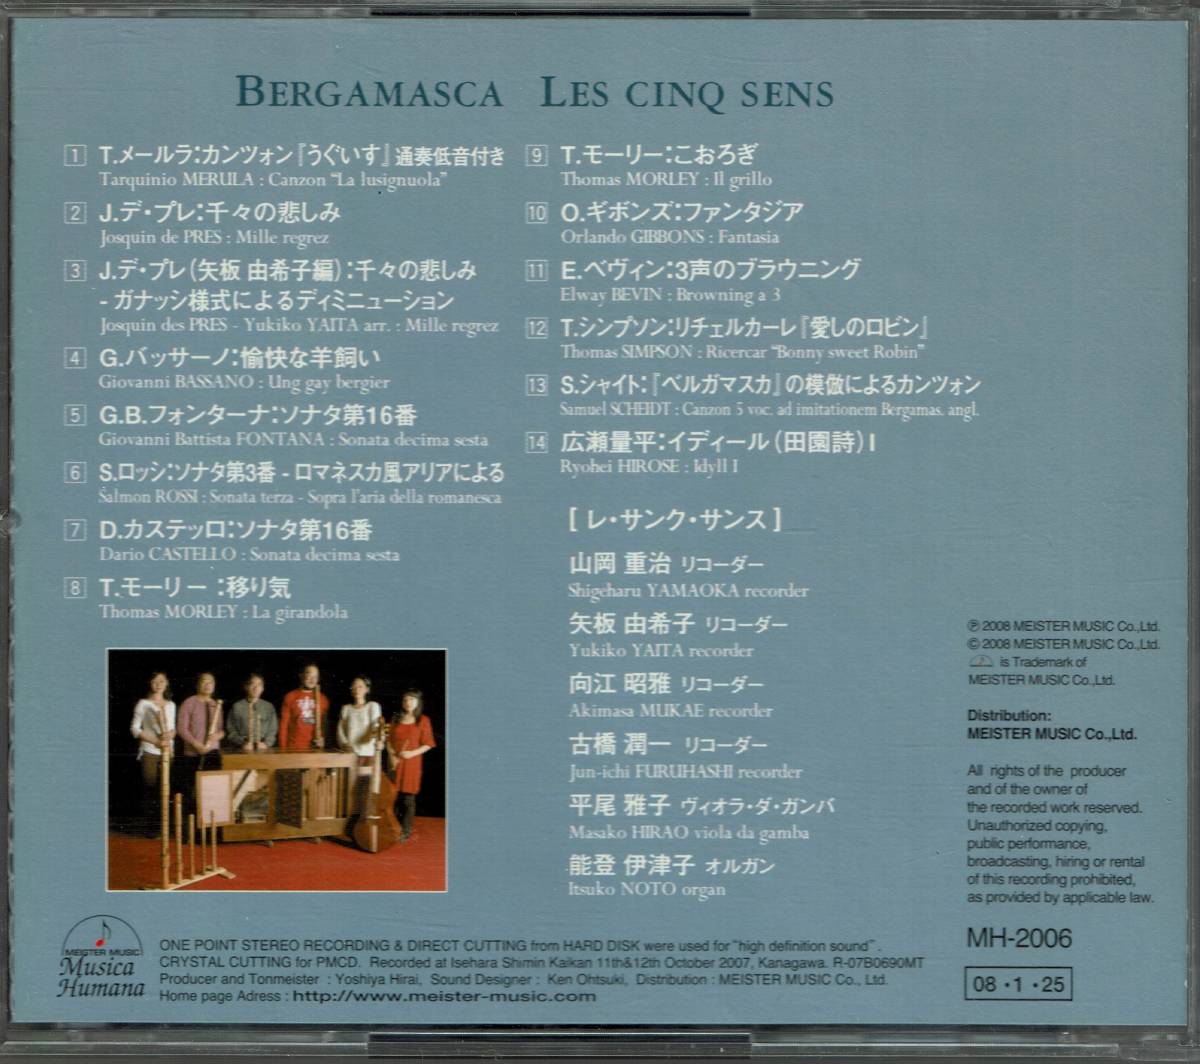 BERGAMASCA LES CINQ SENS
1 T.メールラ:カンツォン『うぐいす』通奏低音付き
Tarquinio MERULA : Canzon “La lusignuola”
2 J.デ・プレ:千々の悲しみ
Josquin de PRES : Mille regrez
3 J.デ・プレ(矢板 由希子編):千々の悲しみ
- ガナッシ様式によるディミニューション
Josquin des PRES - Yukiko YAITA arr. : Mille regrez
4 G.バッサーノ:愉快な羊飼い
Giovanni BASSANO : Ung gay bergier
5 G.B.フォンターナ:ソナタ第16番
Giovanni Battista FONTANA : Sonata decima sesta
6 S.ロッシ:ソナタ第3番 - ロマネスカ風アリアによる
Salmon ROSSI : Sonata terza - Sopra l'aria della romanesca
7 D.カステッロ:ソナタ第16番
Dario CASTELLO : Sonata decima sesta
8 T.モーリー :移り気
Thomas MORLEY : La girandola
9 T.モーリー:こおろぎ
Thomas MORLEY : Il grillo
10 O.ギボンズ:ファンタジア
Orlando GIBBONS : Fantasia
11 E.ベヴィン:3声のブラウニング
Elway BEVIN : Browning a 3
12 T.シンプソン:リチェルカーレ『愛しのロビン』
Thomas SIMPSON : Ricercar “Bonny sweet Robin”
13 S.シャイト:『ベルガマスカ』の模倣によるカンツォン
Samuel SCHEIDT : Canzon 5 voc. ad imitationem Bergamas. angl.
14 広瀬量平:イディール(田園詩)I
Ryohei HIROSE : Idyll I
[レ・サンク・サンス]
山岡 重治 リコーダー
Shigeharu YAMAOKA recorder
矢板 由希子 リコーダー
Yukiko YAITA recorder
向江 昭雅 リコーダー
Akimasa MUKAE recorder
古橋 潤一 リコーダー
Jun-ichi FURUHASHI recorder
平尾 雅子 ヴィオラ・ダ・ガンバ
Masako HIRAO viola da gamba
能登 伊津子 オルガン
Itsuko NOTO organ
℗ 2008 MEISTER MUSIC Co.,Ltd.
© 2008 MEISTER MUSIC Co.,Ltd.
is Trademark of
MEISTER MUSIC Co.,Ltd.
Distribution:
MEISTER MUSIC Co.,Ltd.
All rights of the producer
and of the owner of
the recorded work reserved.
Unauthorized copying,
public performance,
broadcasting, hiring or rental
of this recording prohibited,
as provided by applicable law.
MH-2006
08・1・25
MEISTER MUSIC
Musica
Humana
ONE POINT STEREO RECORDING & DIRECT CUTTING from HARD DISK were used for “high definition sound”.
CRYSTAL CUTTING for PMCD. Recorded at Isehara Shimin Kaikan 11th&12th October 2007, Kanagawa. R-07B0690MT
Producer and Tonmeister : Yoshiya Hirai, Sound Designer : Ken Ohtsuki, Distribution : MEISTER MUSIC Co., Ltd.
Home page Adress : http://www.meister-music.com